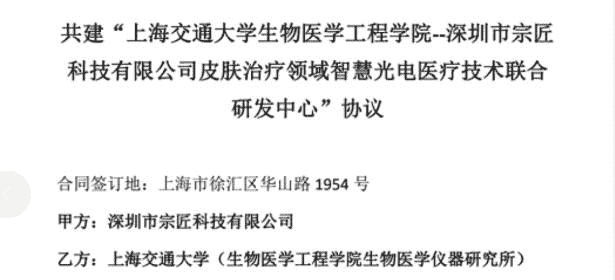 共建“上海交通大学生物医学工程学院--深圳市宗匠
科技有限公司皮肤治疗领域智慧光电医疗技术联合
研发中心”协议
合同签订地：上海市徐汇区华山路 1954 号
甲方：深圳市宗匠科技有限公司
乙方：上海交通大学（生物医学工程学院生物医学仪器研究所）